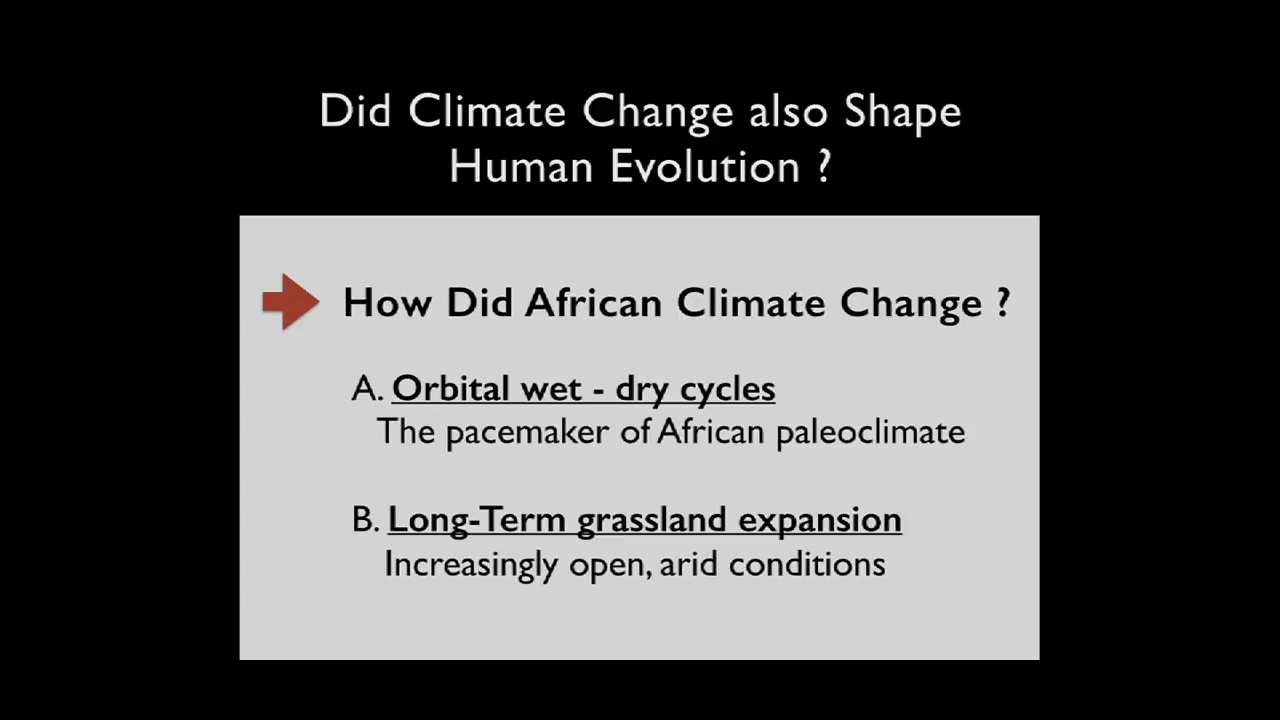 Did Climate Change also Shape
Human Evolution ?
How Did African Climate Change ?
A. Orbital wet - dry cycles
The pacemaker of African paleoclimate
B. Long-Term grassland expansion
Increasingly open, arid conditions